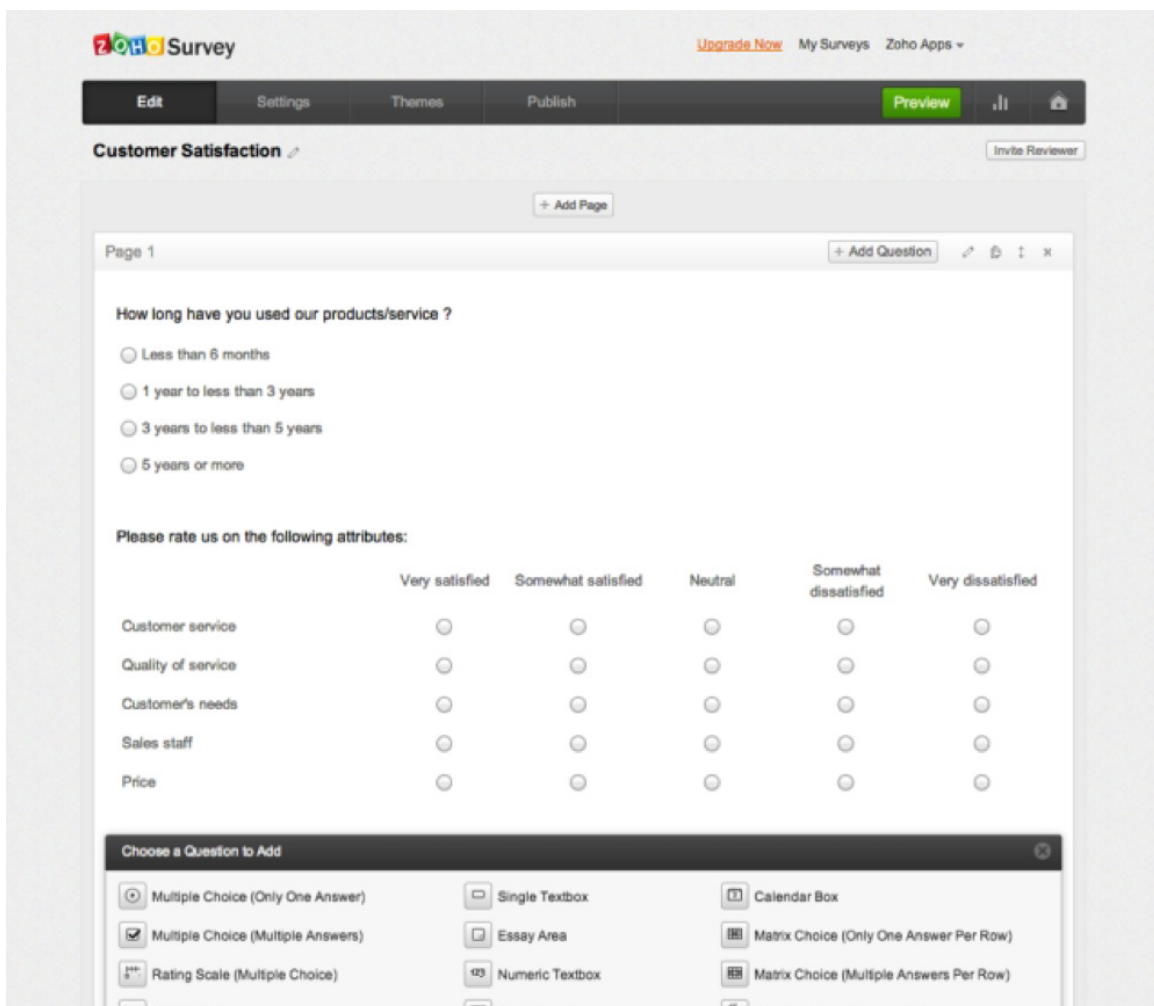 ZOHO Survey
Upgrade Now My Surveys Zoho Apps
Edit Settings Themes Publish Preview
Customer Satisfaction
Invite Reviewer
+ Add Page
Page 1
+ Add Question
How long have you used our products/service ?
Less than 6 months
1 year to less than 3 years
3 years to less than 5 years
5 years or more
Please rate us on the following attributes:
Very satisfied Somewhat satisfied Neutral Somewhat dissatisfied Very dissatisfied
Customer service
Quality of service
Customer's needs
Sales staff
Price
Choose a Question to Add
Multiple Choice (Only One Answer) Single Textbox Calendar Box
Multiple Choice (Multiple Answers) Essay Area Matrix Choice (Only One Answer Per Row)
Rating Scale (Multiple Choice) 123 Numeric Textbox Matrix Choice (Multiple Answers Per Row)